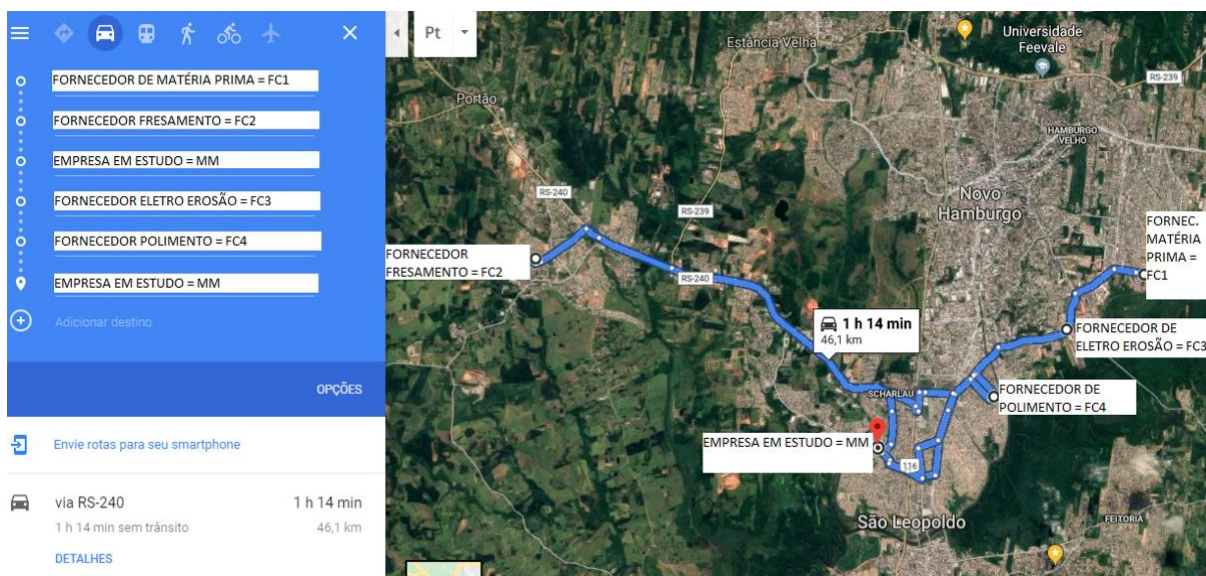 FORNECEDOR DE MATÉRIA PRIMA = FC1
FORNECEDOR FRESAMENTO = FC2
EMPRESA EM ESTUDO = MM
FORNECEDOR ELETRO EROSÃO = FC3
FORNECEDOR POLIMENTO = FC4
EMPRESA EM ESTUDO = MM
Adicionar destino
OPÇÕES
Envie rotas para seu smartphone
via RS-240 1 h 14 min
1 h 14 min sem trânsito 46,1 km
DETALHES
Pt
Estância Velha
Universidade
Feevale
RS-239
Portão
HAMBURGO
VELHO
RS-240
Novo
Hamburgo
RS-239
FORNEC.
MATÉRIA
PRIMA =
FC1
FORNECEDOR
FRESAMENTO = FC2
RS-240
1 h 14 min
46,1 km
FORNECEDOR DE
ELETRO EROSÃO = FC3
SCHARLAU
FORNECEDOR DE
POLIMENTO = FC4
EMPRESA EM ESTUDO = MM
116
São Leopoldo
FEITORIA